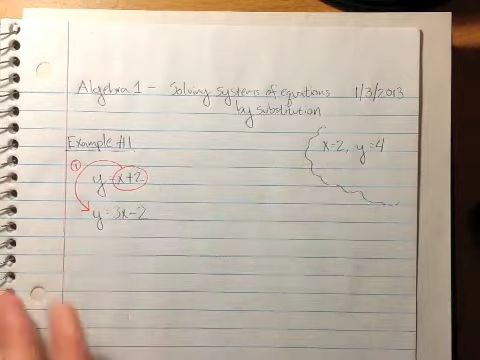 Algebra 1 - Solving systems of equations 1/3/2013
by substitution
Example #1
x=2, y=4
①
y=x+2
y=3x-2